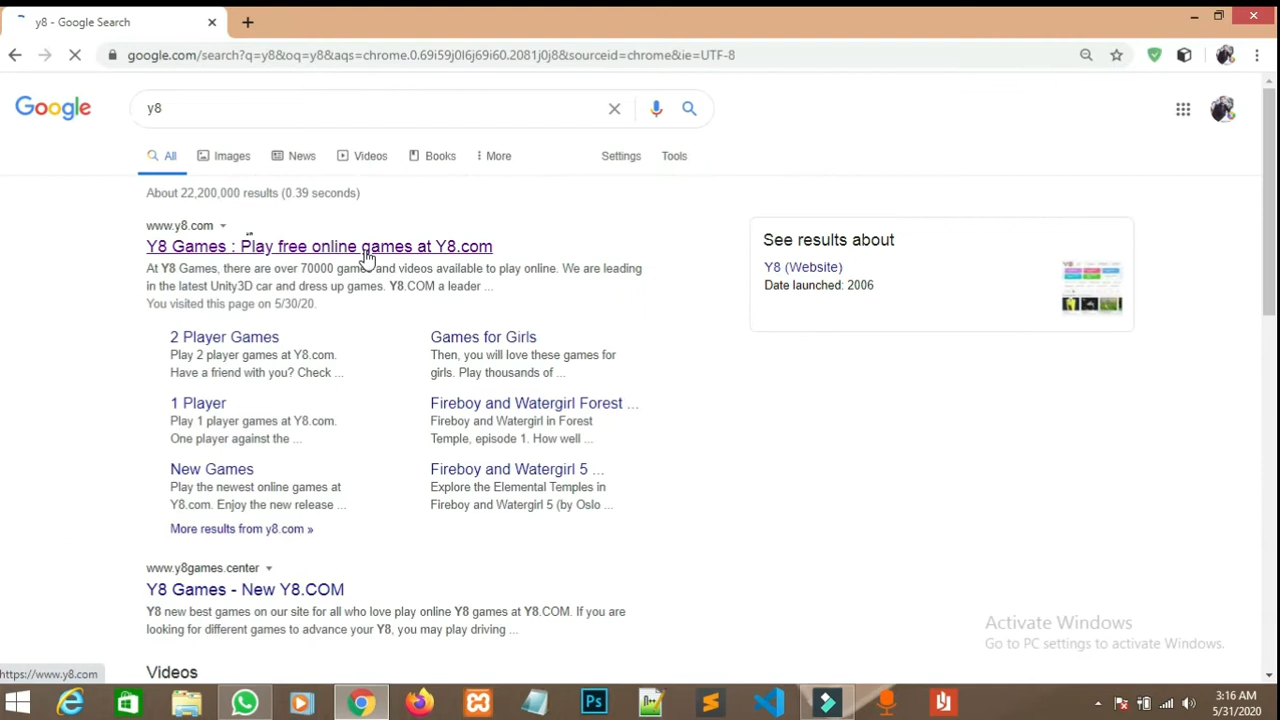 y8 - Google Search
google.com/search?q=y8&oq=y8&aqs=chrome.0.69i59j0l6j69i60.2081j0j8&sourceid=chrome&ie=UTF-8
Google
y8
All Images News Videos Books More Settings Tools
About 22,200,000 results (0.39 seconds)
www.y8.com
Y8 Games : Play free online games at Y8.com
At Y8 Games, there are over 70000 games and videos available to play online. We are leading
in the latest Unity3D car and dress up games. Y8.COM a leader ...
You visited this page on 5/30/20.
2 Player Games
Play 2 player games at Y8.com.
Have a friend with you? Check ...
Games for Girls
Then, you will love these games for
girls. Play thousands of ...
1 Player
Play 1 player games at Y8.com.
One player against the ...
Fireboy and Watergirl Forest ...
Fireboy and Watergirl in Forest
Temple, episode 1. How well ...
New Games
Play the newest online games at
Y8.com. Enjoy the new release ...
Fireboy and Watergirl 5 ...
Explore the Elemental Temples in
Fireboy and Watergirl 5 (by Oslo ...
More results from y8.com »
www.y8games.center
Y8 Games - New Y8.COM
Y8 new best games on our site for all who love play online Y8 games at Y8.COM. If you are
looking for different games to advance your Y8, you may play driving ...
Videos
See results about
Y8 (Website)
Date launched: 2006
Activate Windows
Go to PC settings to activate Windows.
https://www.y8.com
Ps
3:16 AM
5/31/2020